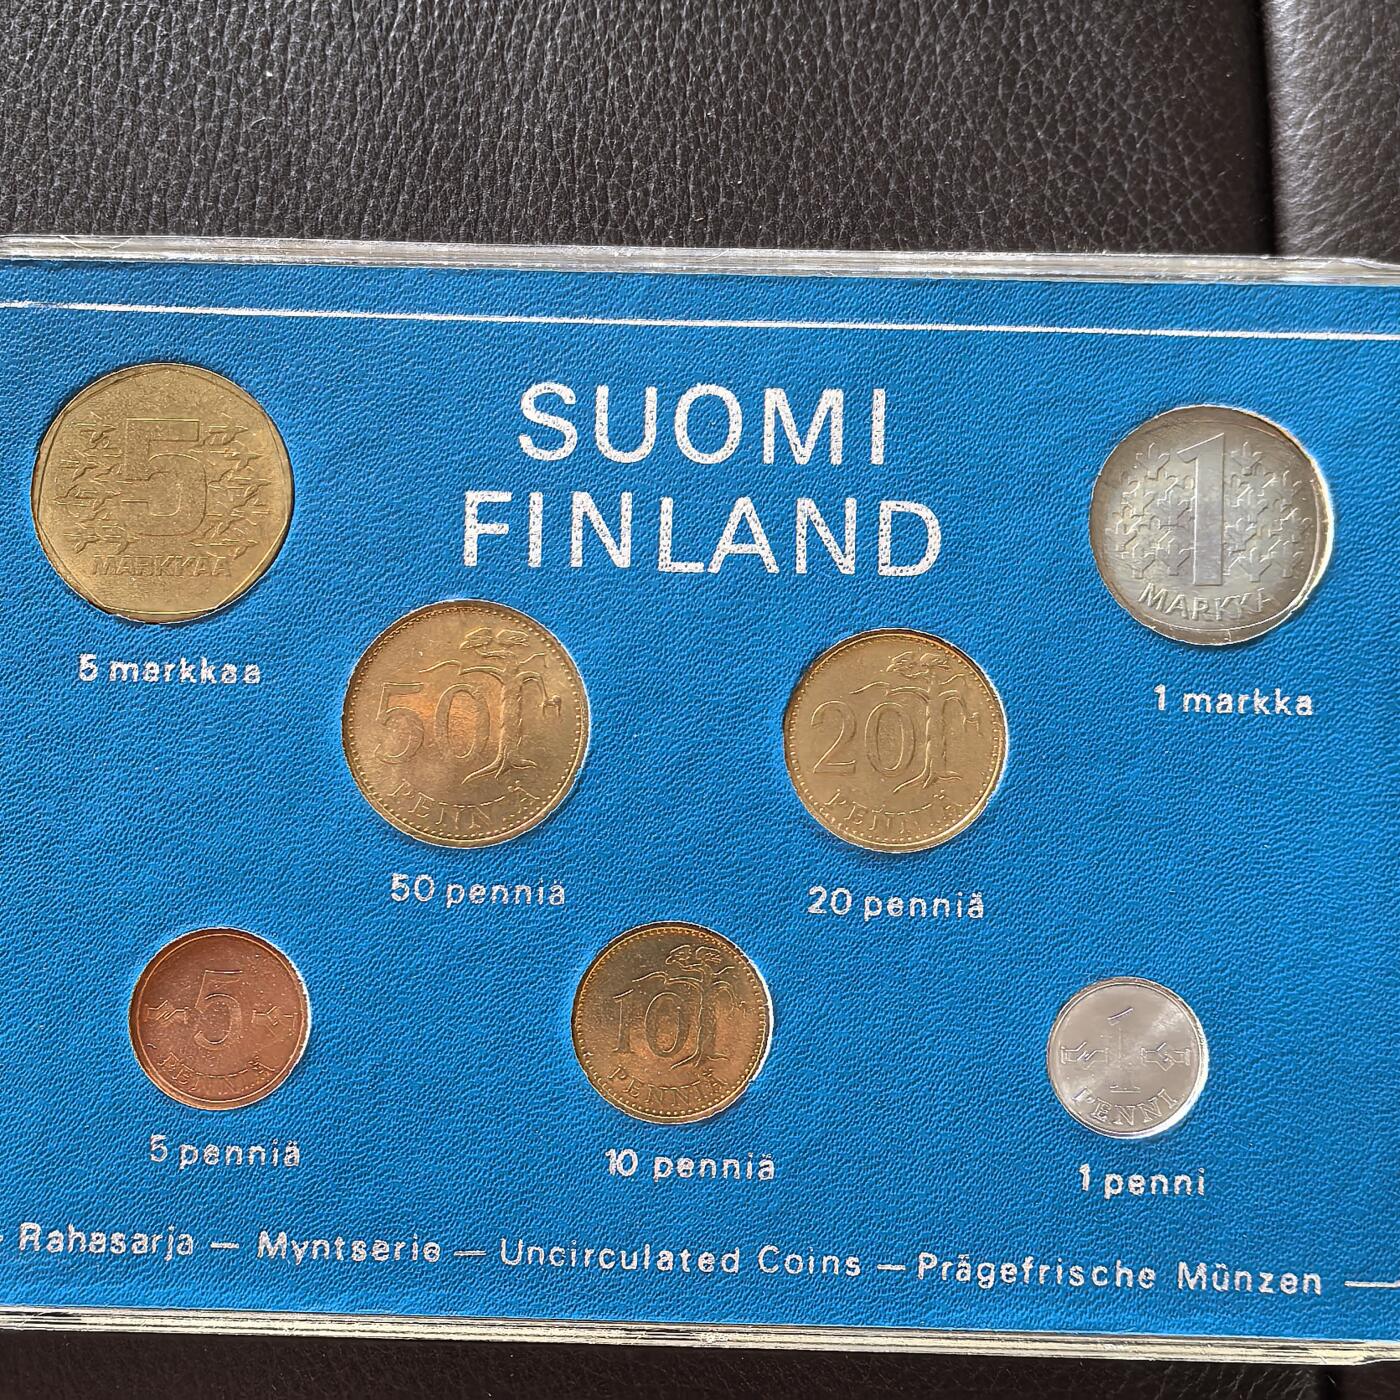 SUOMI
FINLAND
5
MARKKAA
5 markkaa
1
MARKKA
1 markka
50
PENNIÄ
50 penniä
20
PENNIÄ
20 penniä
5
PENNIÄ
5 penniä
10
PENNIÄ
10 penniä
1
PENNI
1 penni
Rahasarja — Myntserie — Uncirculated Coins — Prägefrische Münzen —